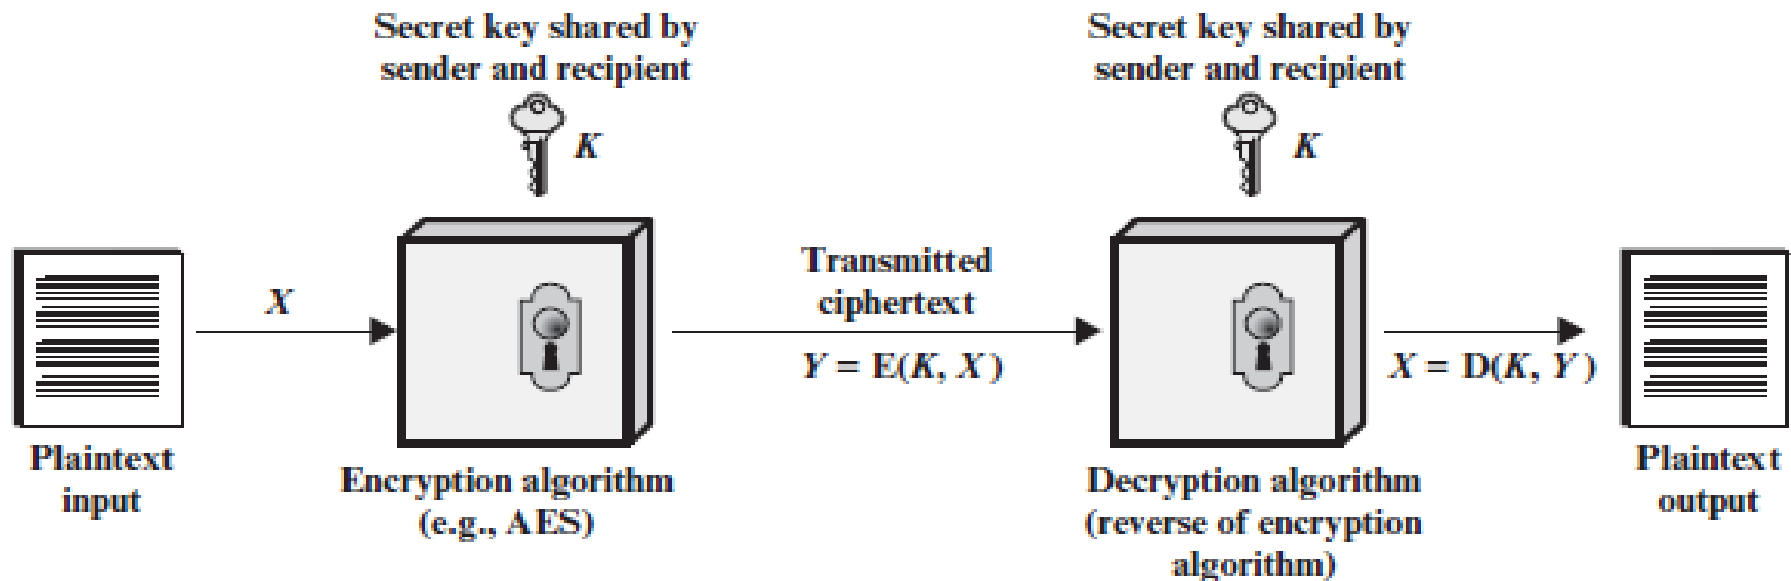 Secret key shared by
sender and recipient
K
Secret key shared by
sender and recipient
K
X
Transmitted
ciphertext
Y = E(K, X)
X = D(K, Y)
Plaintext
input
Encryption algorithm
(e.g., AES)
Decryption algorithm
(reverse of encryption
algorithm)
Plaintext
output